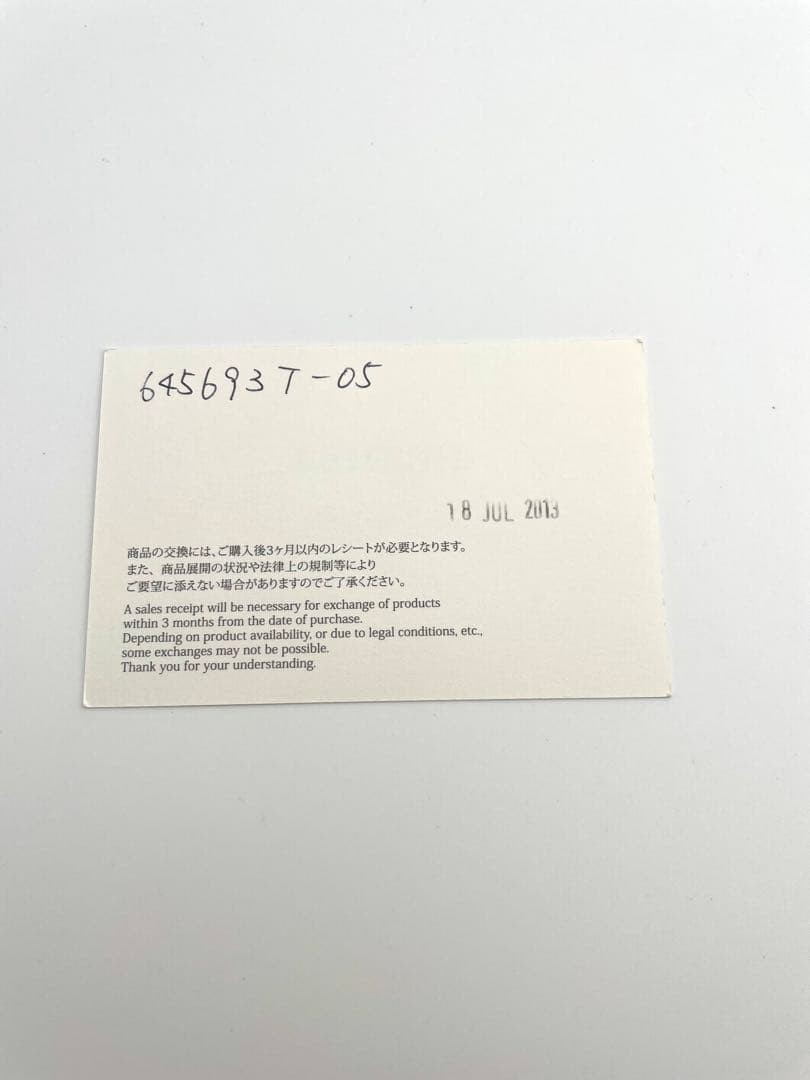 645693T-05
18 JUL 2013
商品の交換には、ご購入後3ヶ月以内のレシートが必要となります。
また、商品展開の状況や法律上の規制等により
ご要望に添えない場合がありますのでご了承ください。
A sales receipt will be necessary for exchange of products
within 3 months from the date of purchase.
Depending on product availability, or due to legal conditions, etc.,
some exchanges may not be possible.
Thank you for your understanding.